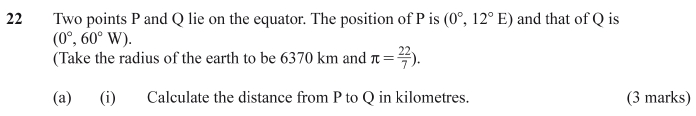 22 Two points P and Q lie on the equator. The position of P is (0°, 12° E) and that of Q is
(0°, 60° W).
(Take the radius of the earth to be 6370 km and π = 22/7).
(a) (i) Calculate the distance from P to Q in kilometres. (3 marks)